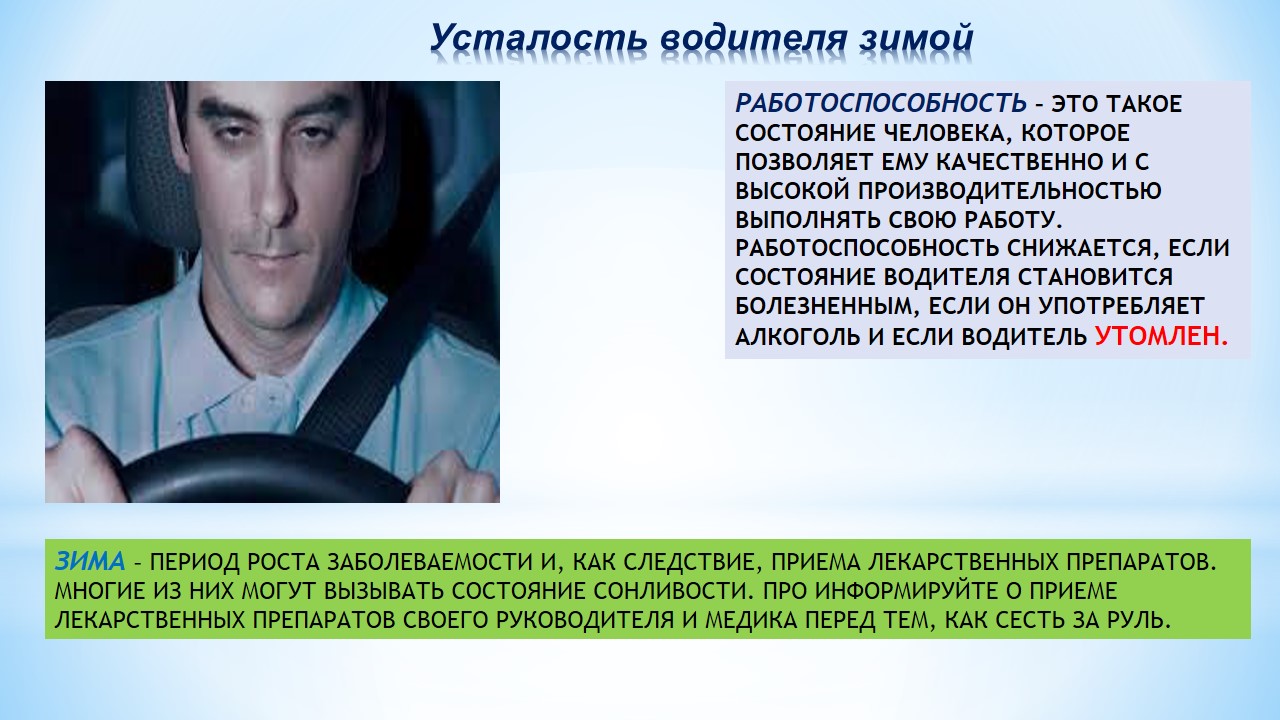 Усталость водителя зимой
РАБОТОСПОСОБНОСТЬ – ЭТО ТАКОЕ
СОСТОЯНИЕ ЧЕЛОВЕКА, КОТОРОЕ
ПОЗВОЛЯЕТ ЕМУ КАЧЕСТВЕННО И С
ВЫСОКОЙ ПРОИЗВОДИТЕЛЬНОСТЬЮ
ВЫПОЛНЯТЬ СВОЮ РАБОТУ.
РАБОТОСПОСОБНОСТЬ СНИЖАЕТСЯ, ЕСЛИ
СОСТОЯНИЕ ВОДИТЕЛЯ СТАНОВИТСЯ
БОЛЕЗНЕННЫМ, ЕСЛИ ОН УПОТРЕБЛЯЕТ
АЛКОГОЛЬ И ЕСЛИ ВОДИТЕЛЬ УТОМЛЕН.
ЗИМА – ПЕРИОД РОСТА ЗАБОЛЕВАЕМОСТИ И, КАК СЛЕДСТВИЕ, ПРИЕМА ЛЕКАРСТВЕННЫХ ПРЕПАРАТОВ.
МНОГИЕ ИЗ НИХ МОГУТ ВЫЗЫВАТЬ СОСТОЯНИЕ СОНЛИВОСТИ. ПРО ИНФОРМИРУЙТЕ О ПРИЕМЕ
ЛЕКАРСТВЕННЫХ ПРЕПАРАТОВ СВОЕГО РУКОВОДИТЕЛЯ И МЕДИКА ПЕРЕД ТЕМ, КАК СЕСТЬ ЗА РУЛЬ.